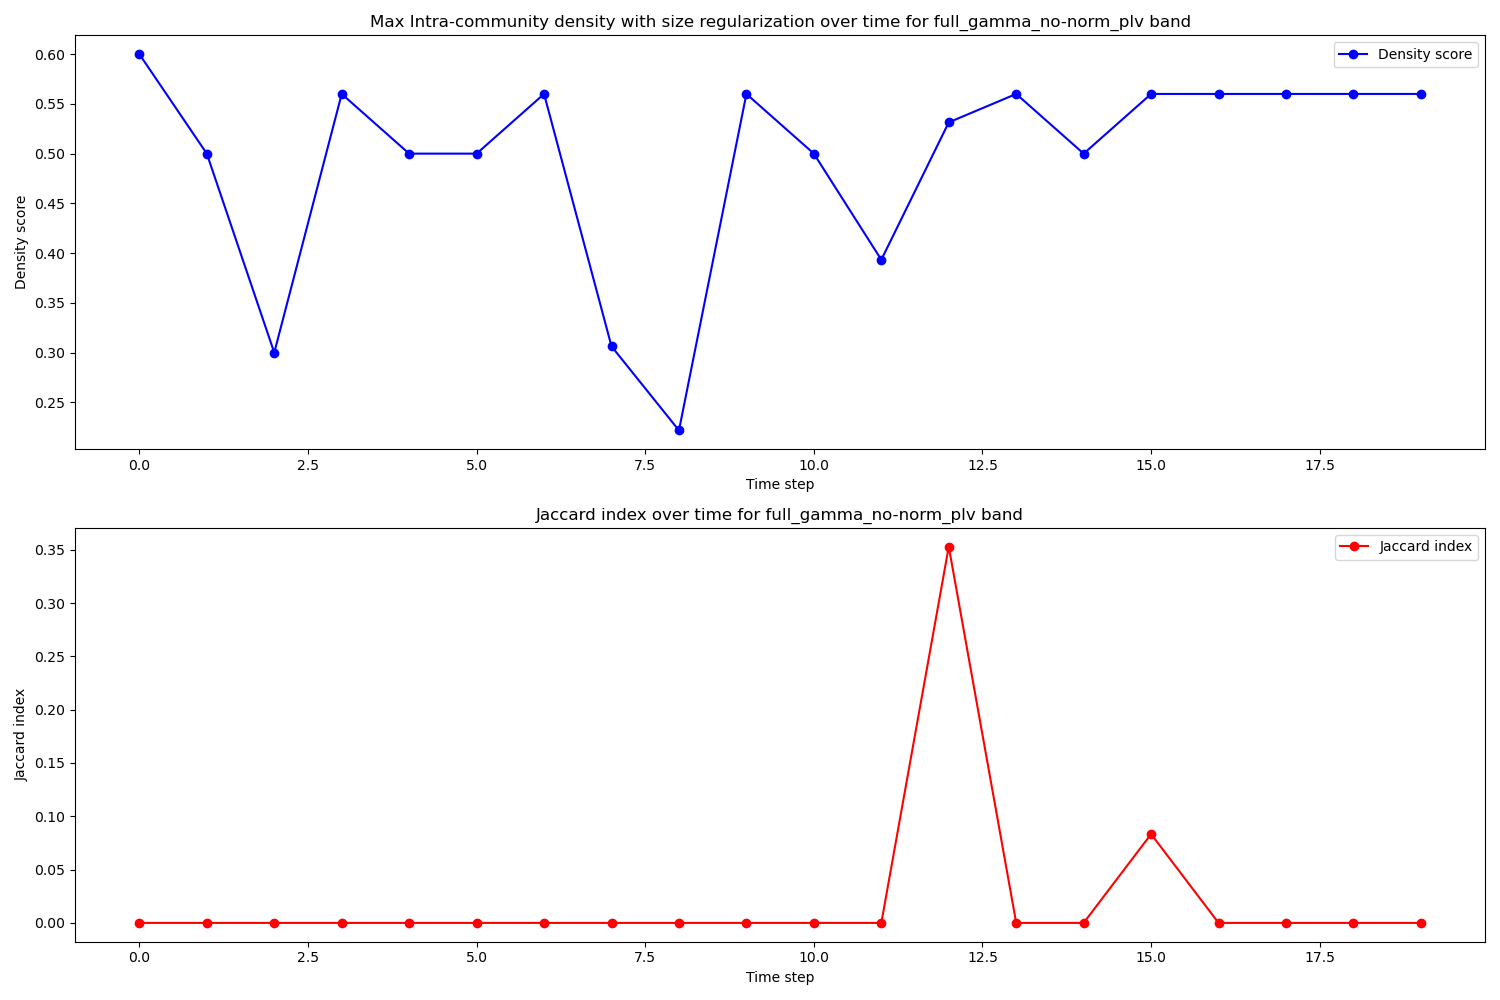 Max Intra-community density with size regularization over time for full_gamma_no-norm_plv band
Density score
0.60
0.55
0.50
0.45
0.40
0.35
0.30
0.25
Density score
0.0 2.5 5.0 7.5 10.0 12.5 15.0 17.5
Time step
Jaccard index over time for full_gamma_no-norm_plv band
Jaccard index
0.35
0.30
0.25
0.20
0.15
0.10
0.05
0.00
Jaccard index
0.0 2.5 5.0 7.5 10.0 12.5 15.0 17.5
Time step